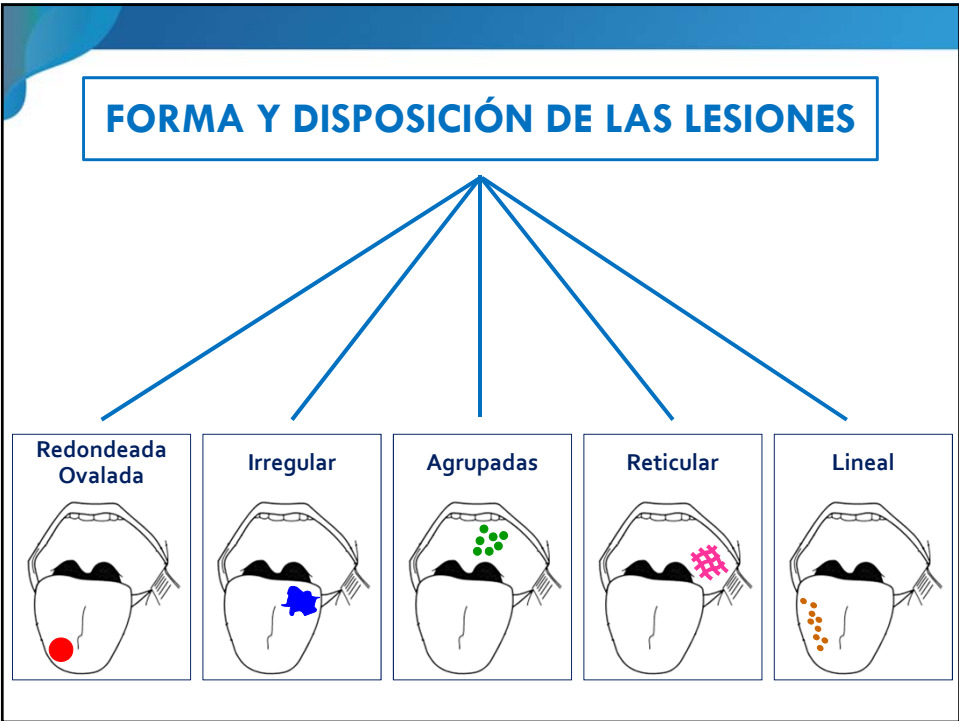 FORMA Y DISPOSICIÓN DE LAS LESIONES
Redondeada
Ovalada
Irregular
Agrupadas
Reticular
Lineal